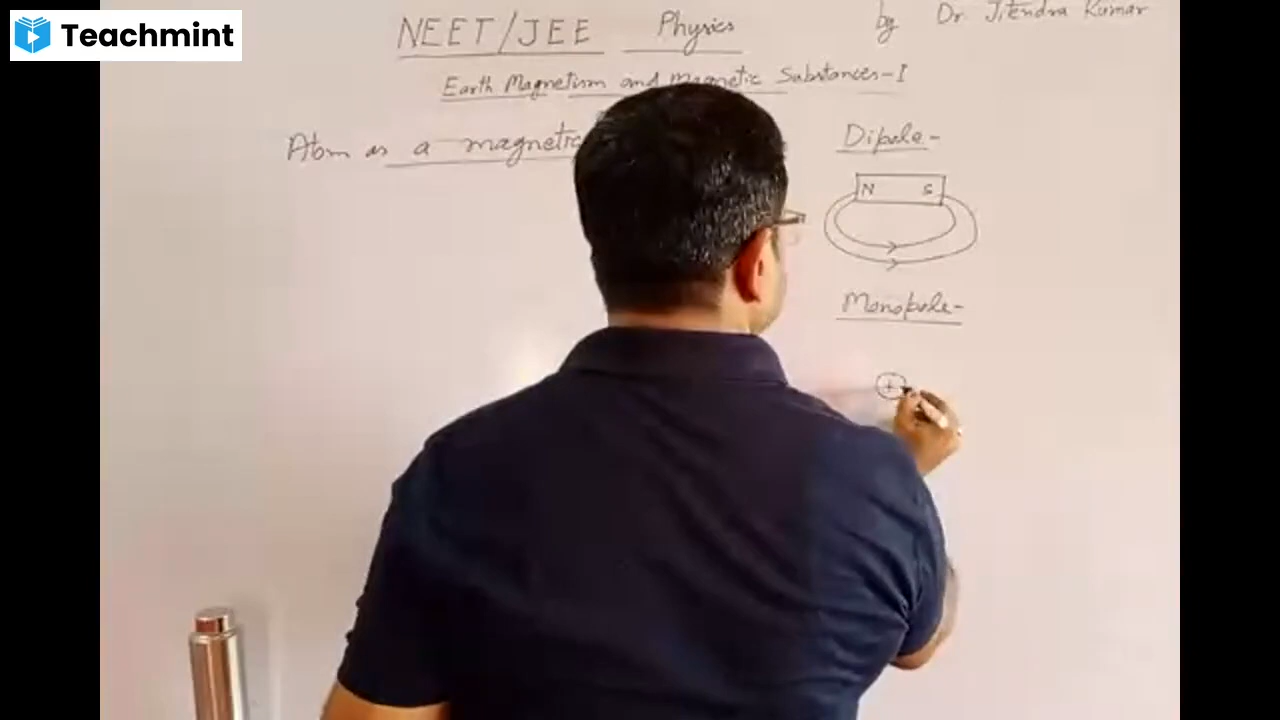 Teachmint
NEET/JEE Physics by Dr. Jitendra Kumar
Earth Magnetism and Magnetic Substances-I
Atom as a magnetic
Dipole-
N S
Monopole-
+